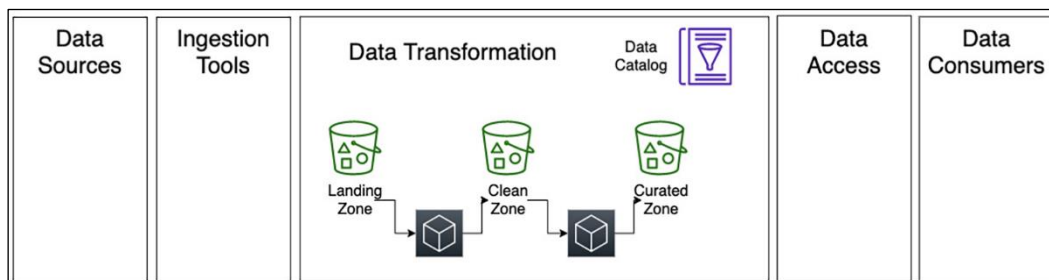 Data
Sources
Ingestion
Tools
Data Transformation
Data
Catalog
Data
Access
Data
Consumers
Landing
Zone
Clean
Zone
Curated
Zone